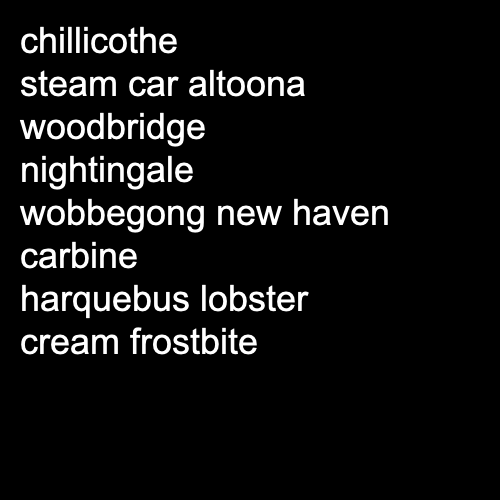 chillicothe
steam car altoona
woodbridge
nightingale
wobbegong new haven
carbine
harquebus lobster
cream frostbite